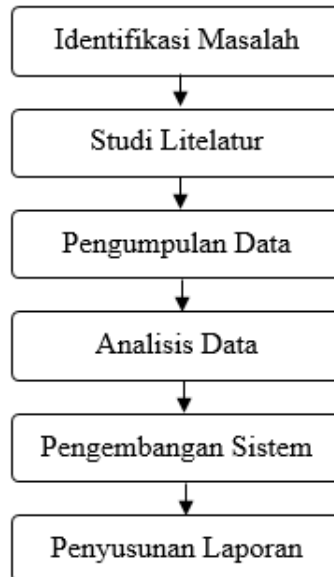 Identifikasi Masalah
Studi Litelatur
Pengumpulan Data
Analisis Data
Pengembangan Sistem
Penyusunan Laporan